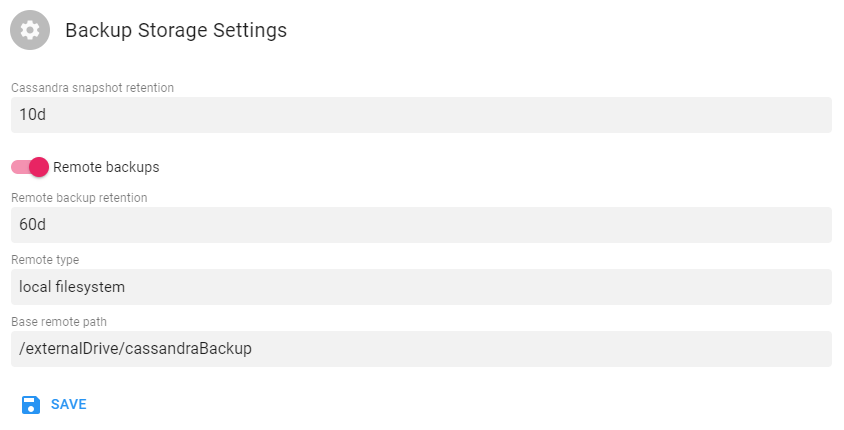 Backup Storage Settings
Cassandra snapshot retention
10d
Remote backups
Remote backup retention
60d
Remote type
local filesystem
Base remote path
/externalDrive/cassandraBackup
SAVE